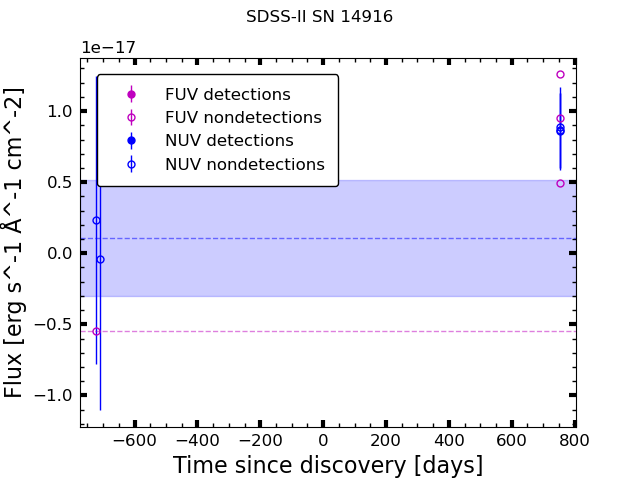 SDSS-II SN 14916
1e−17
FUV detections
FUV nondetections
NUV detections
NUV nondetections
1.0
0.5
0.0
−0.5
−1.0
Flux [erg s^-1 Å^-1 cm^-2]
−600 −400 −200 0 200 400 600 800
Time since discovery [days]